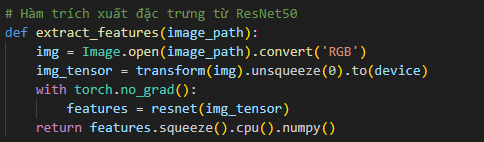 # Hàm trích xuất đặc trưng từ ResNet50
def extract_features(image_path):
    img = Image.open(image_path).convert('RGB')
    img_tensor = transform(img).unsqueeze(0).to(device)
    with torch.no_grad():
        features = resnet(img_tensor)
    return features.squeeze().cpu().numpy()